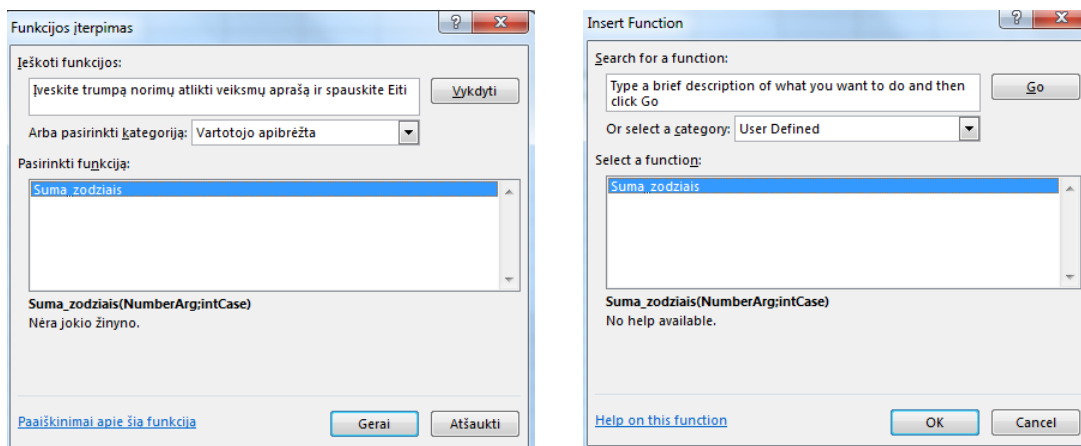 Funkcijos įterpimas
Ieškoti funkcijos:
Įveskite trumpą norimų atlikti veiksmų aprašą ir spauskite Eiti
Vykdyti
Arba pasirinkti kategoriją: Vartotojo apibrėžta
Pasirinkti funkciją:
Suma_zodziais
Suma_zodziais(NumberArg;intCase)
Nėra jokio žinyno.
Paaiškinimai apie šia funkcija
Gerai
Atšaukti
Insert Function
Search for a function:
Type a brief description of what you want to do and then
click Go
Go
Or select a category: User Defined
Select a function:
Suma_zodziais
Suma_zodziais(NumberArg;intCase)
No help available.
Help on this function
OK
Cancel